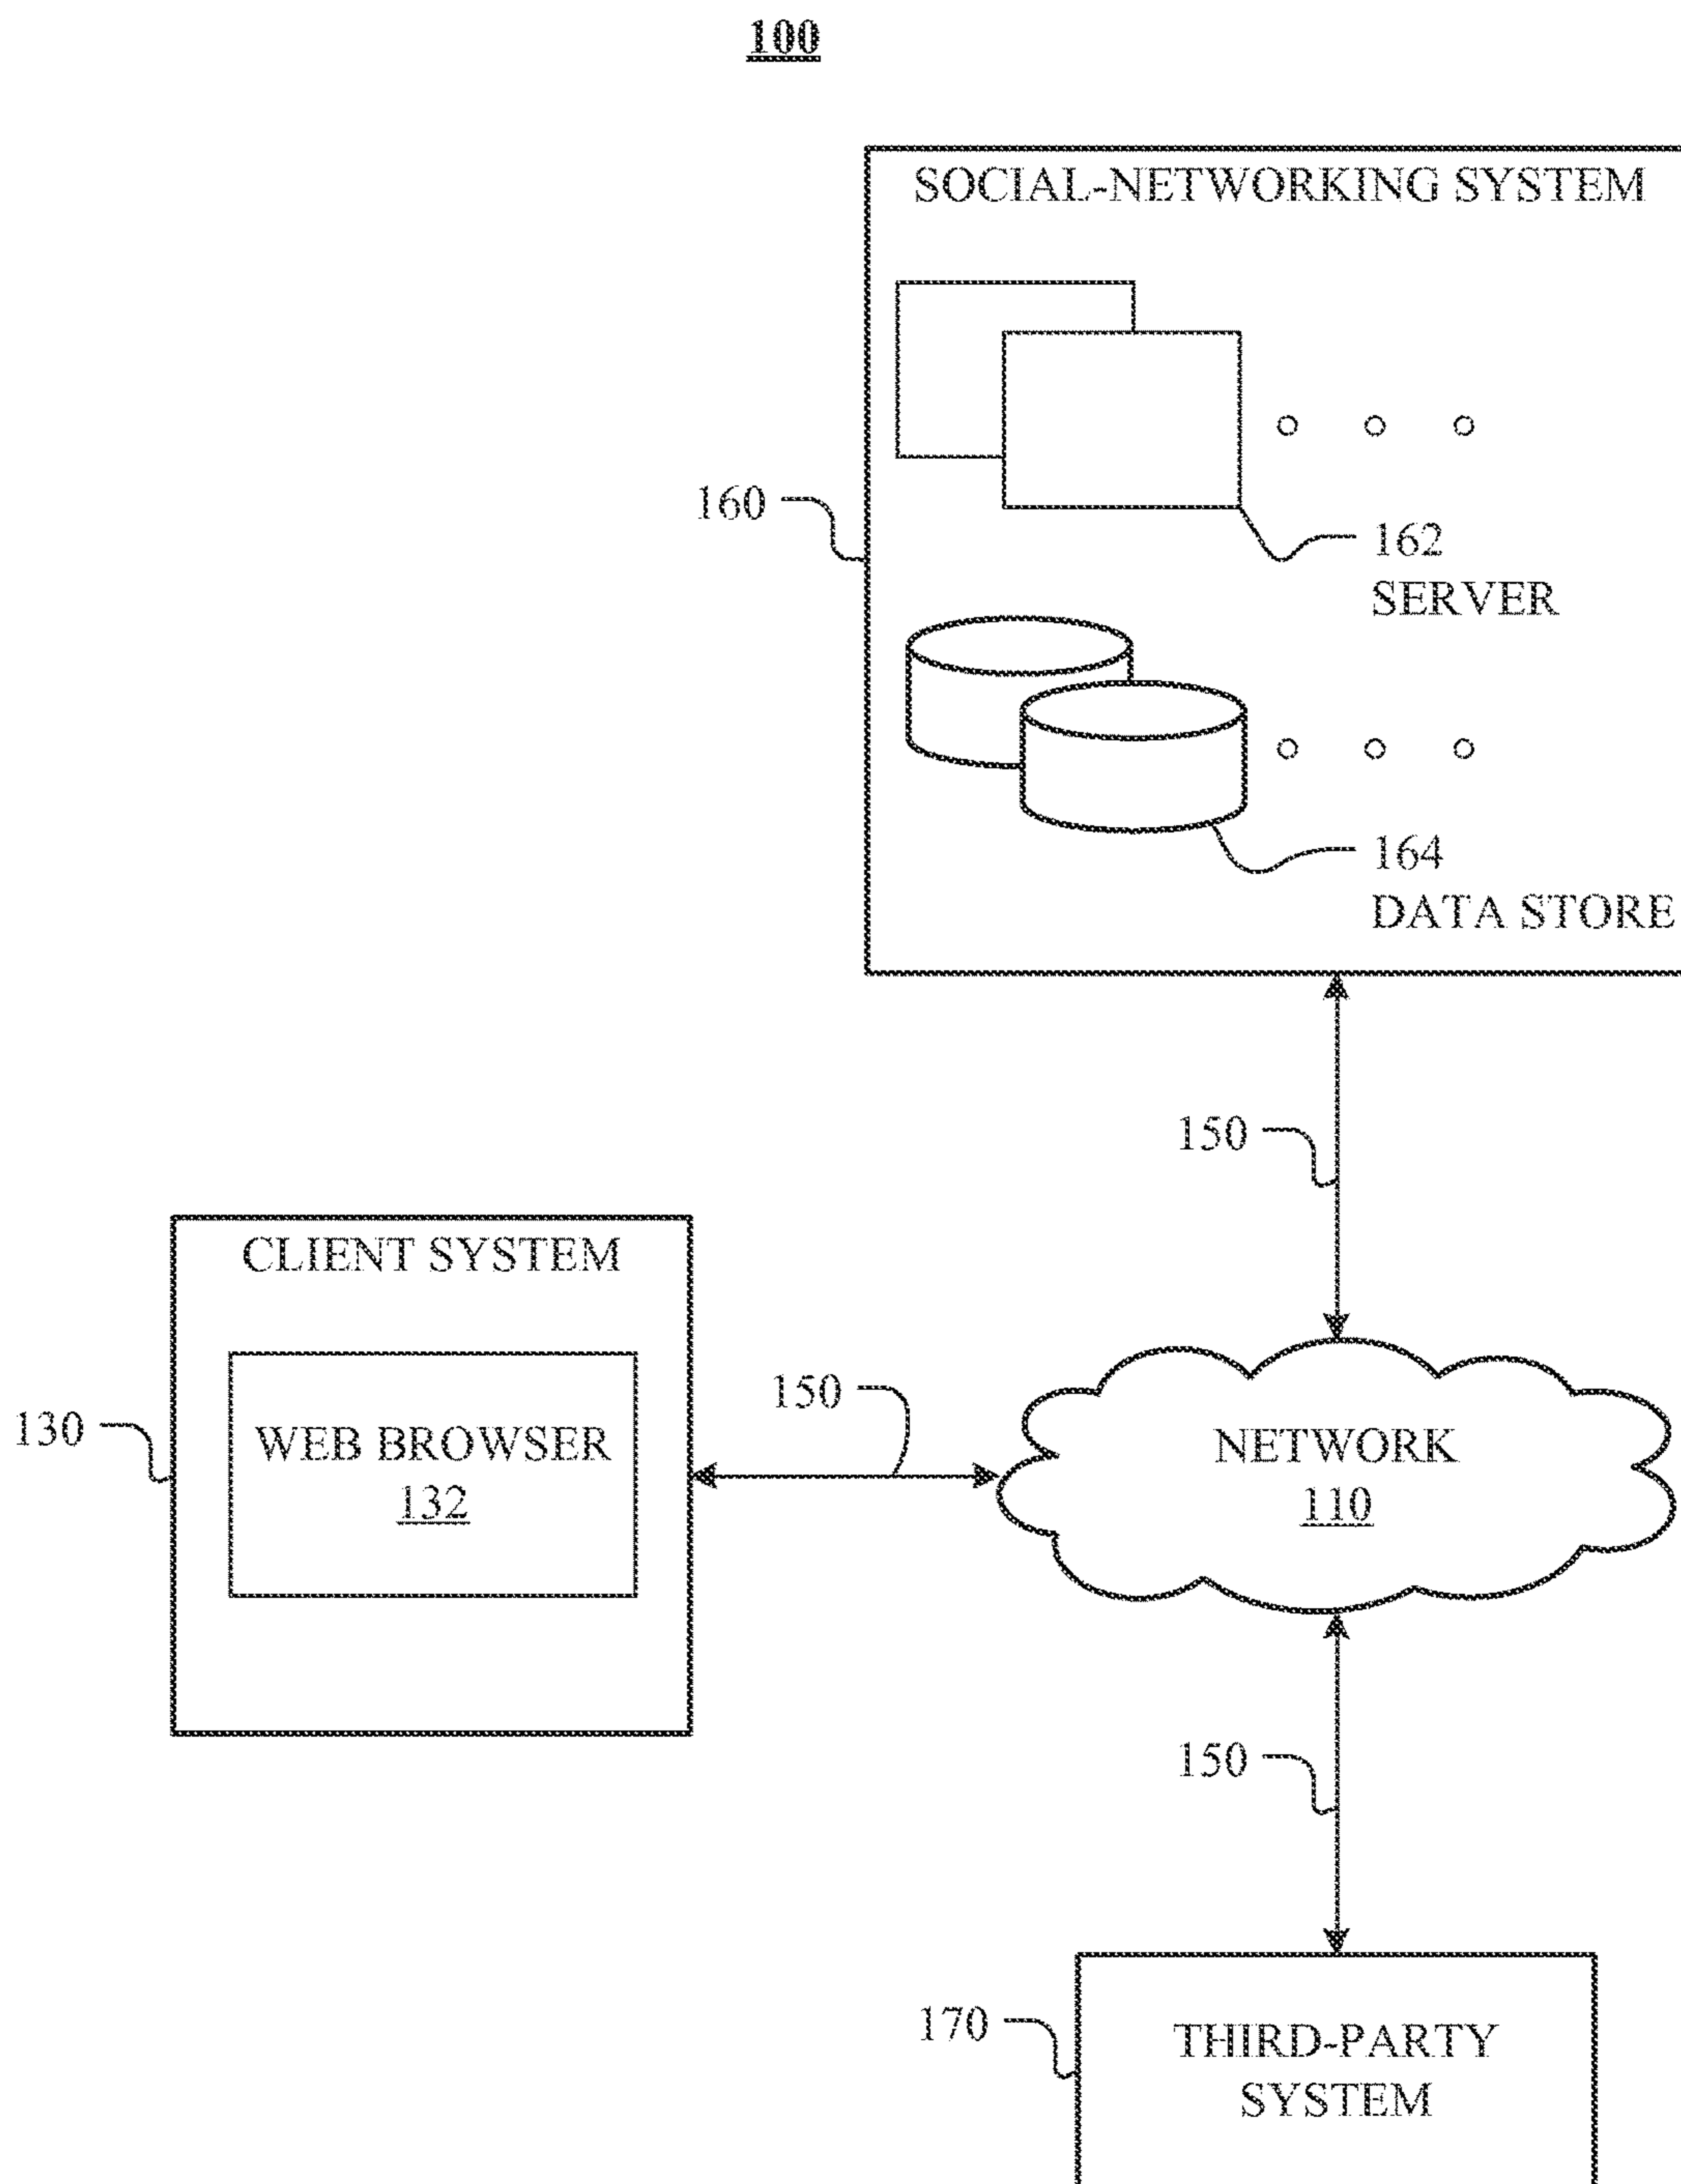 100
SOCIAL-NETWORKING SYSTEM
160
162
SERVER
164
DATA STORE
150
CLIENT SYSTEM
130
WEB BROWSER
132
150
NETWORK
110
150
170
THIRD-PARTY
SYSTEM